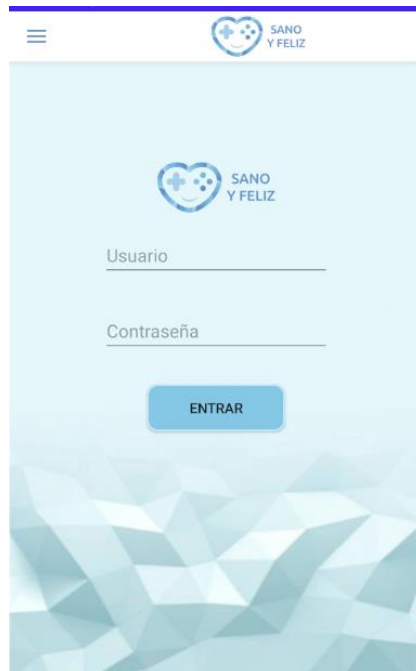 SANO
Y FELIZ
SANO
Y FELIZ
Usuario
Contraseña
ENTRAR